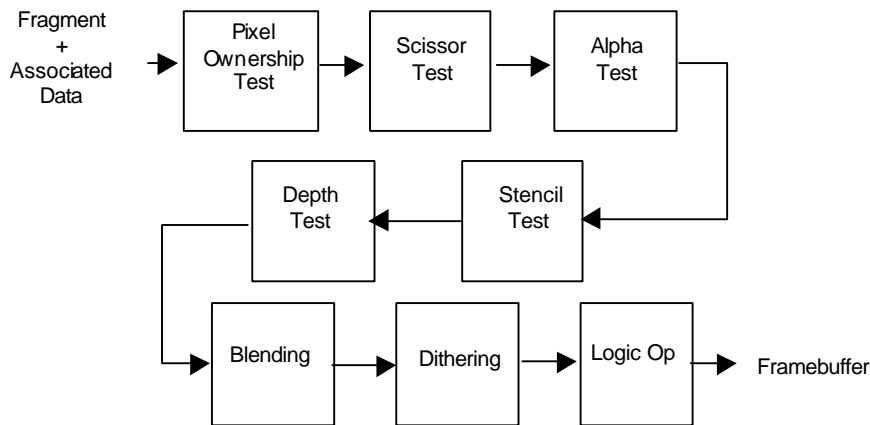 Fragment
+
Associated
Data
Pixel
Ownership
Test
Scissor
Test
Alpha
Test
Depth
Test
Stencil
Test
Blending
Dithering
Logic Op
Framebuffer